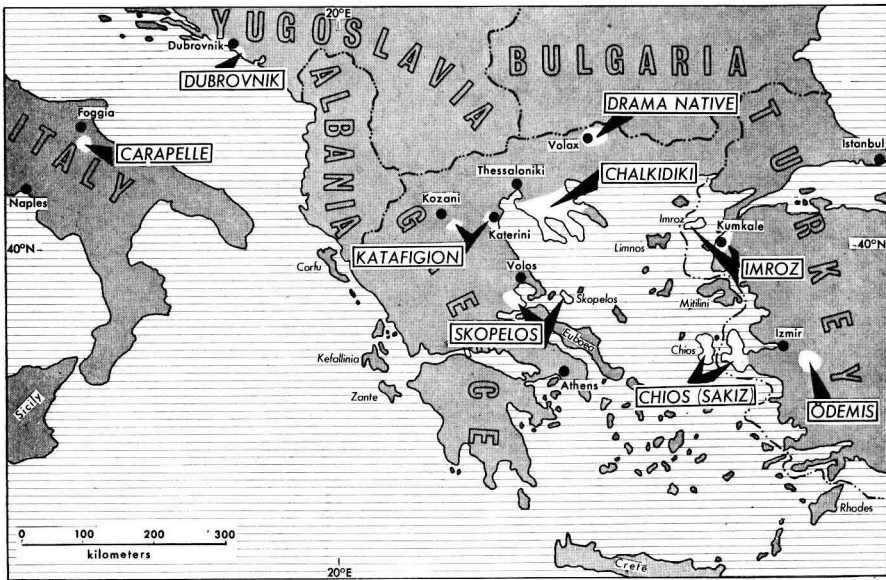 20°E
YUGOSLAVIA
Dubrovnik
DUBROVNIK
BULGARIA
ALBANIA
DRAMA NATIVE
TURKEY
Foggia
ITALY
CARAPELLE
Volax
Istanbul
Thessaloniki
CHALKIDIKI
Naples
Kozani
GREECE
Katerini
Imroz
Kumkale
40°N
40°N
KATAFIGION
Limnos
IMROZ
Corfu
Volos
Mitilini
Skopelos
SKOPELOS
Euboea
Izmir
Chios
Kefallinia
Sicily
Athens
CHIOS (SAKIZ)
ÖDEMIS
Zante
Rhodes
0 100 200 300
kilometers
20°E
Crete